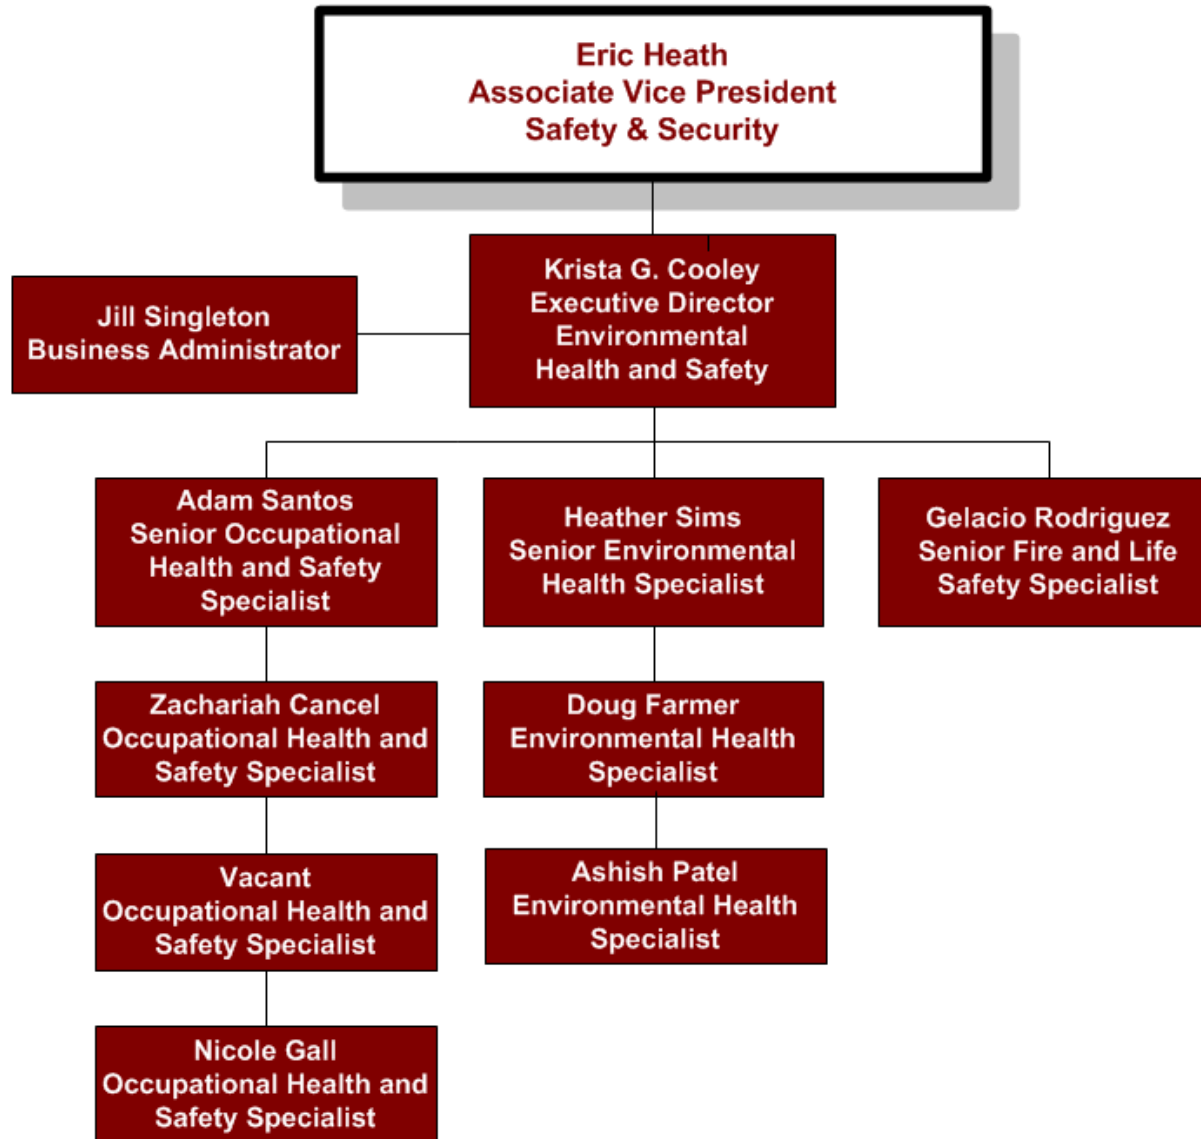 Eric Heath
Associate Vice President
Safety & Security
Krista G. Cooley
Executive Director
Environmental
Health and Safety
Jill Singleton
Business Administrator
Adam Santos
Senior Occupational
Health and Safety
Specialist
Heather Sims
Senior Environmental
Health Specialist
Gelacio Rodriguez
Senior Fire and Life
Safety Specialist
Zachariah Cancel
Occupational Health and
Safety Specialist
Doug Farmer
Environmental Health
Specialist
Vacant
Occupational Health and
Safety Specialist
Ashish Patel
Environmental Health
Specialist
Nicole Gall
Occupational Health and
Safety Specialist